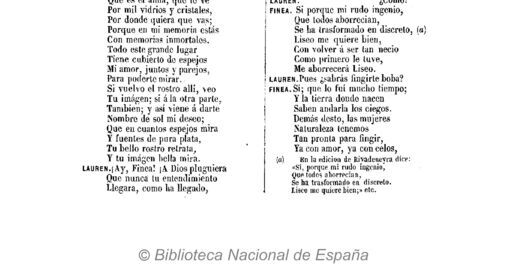 Que es el alma, que te ve
Por mil vidrios y cristales,
Por donde quiera que vas;
Porque en mi memoria estás
Con memorias inmortales.
Todo este grande lugar
Tiene cubierto de espejos
Mi amor, juntos y parejos,
Para poderte mirar.
Si vuelvo el rostro allí, veo
Tu imágen; si á la otra parte,
Tambien; y así viene á darte
Nombre de sol mi deseo;
Que en cuantos espejos mira
Y fuentes de pura plata,
Tu bello rostro retrata,
Y tu imágen bella mira.
LAUREN. ¡Ay, Finea! ¡A Dios pluguiera
Que nunca tu entendimiento
Llegara, como ha llegado,
LAUREN. ¿Cómo?
FINEA. Si porque mi rudo ingenio,
Que todos aborrecian,
Se ha trasformado en discreto, (a)
Liseo me quiere bien,
Con volver á ser tan necio
Como primero le tuve,
Me aborrecerá Liseo.
LAUREN. Pues ¿sabrás fingirte boba?
FINEA. Sí; que lo fuí mucho tiempo;
Y la tierra donde nacen
Saben andarla los ciegos.
Demás desto, las mujeres
Naturaleza tenemos
Tan pronta para fingir,
Ya con amor, ya con celos,
(a) En la edicion de Rivadeneyra dice:
«Si, porque mi rudo ingenio,
Que todos aborrecian,
Se ha trasformado en discreto.
Liseo me quiere bien;» etc.
© Biblioteca Nacional de España